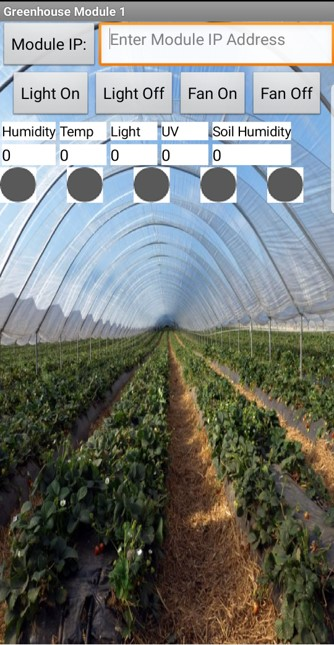 Greenhouse Module 1
Module IP: Enter Module IP Address
Light On Light Off Fan On Fan Off
Humidity Temp Light UV Soil Humidity
0 0 0 0 0